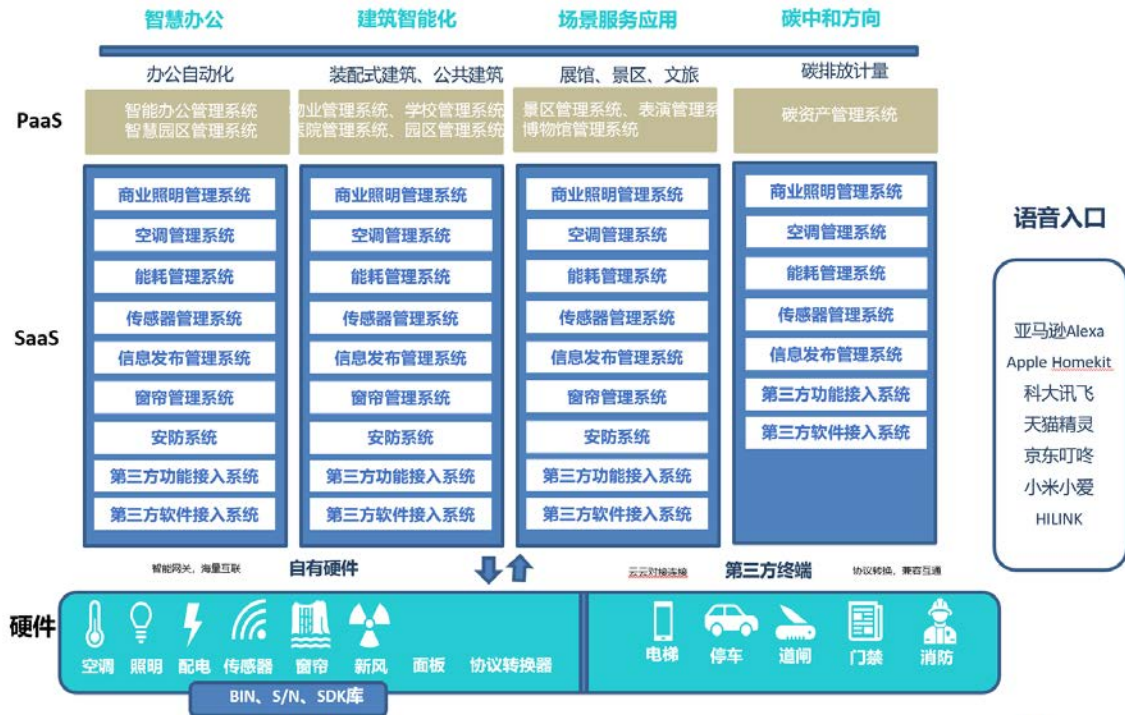 智慧办公
建筑智能化
场景服务应用
碳中和方向
办公自动化
装配式建筑、公共建筑
展馆、景区、文旅
碳排放计量
PaaS
智能办公管理系统
智慧园区管理系统
物业管理系统、学校管理系统
医院管理系统、园区管理系统
景区管理系统、表演管理系
博物馆管理系统
碳资产管理系统
SaaS
商业照明管理系统
空调管理系统
能耗管理系统
传感器管理系统
信息发布管理系统
窗帘管理系统
安防系统
第三方功能接入系统
第三方软件接入系统
商业照明管理系统
空调管理系统
能耗管理系统
传感器管理系统
信息发布管理系统
窗帘管理系统
安防系统
第三方功能接入系统
第三方软件接入系统
商业照明管理系统
空调管理系统
能耗管理系统
传感器管理系统
信息发布管理系统
窗帘管理系统
安防系统
第三方功能接入系统
第三方软件接入系统
商业照明管理系统
空调管理系统
能耗管理系统
传感器管理系统
信息发布管理系统
第三方功能接入系统
第三方软件接入系统
语音入口
亚马逊Alexa
Apple Homekit
科大讯飞
天猫精灵
京东叮咚
小米小爱
HILINK
智能网关，海量互联
自有硬件
云云对接连接
第三方终端
协议转换、兼容互通
硬件
空调
照明
配电
传感器
窗帘
新风
面板
协议转换器
电梯
停车
道闸
门禁
消防
BIN、S/N、SDK库